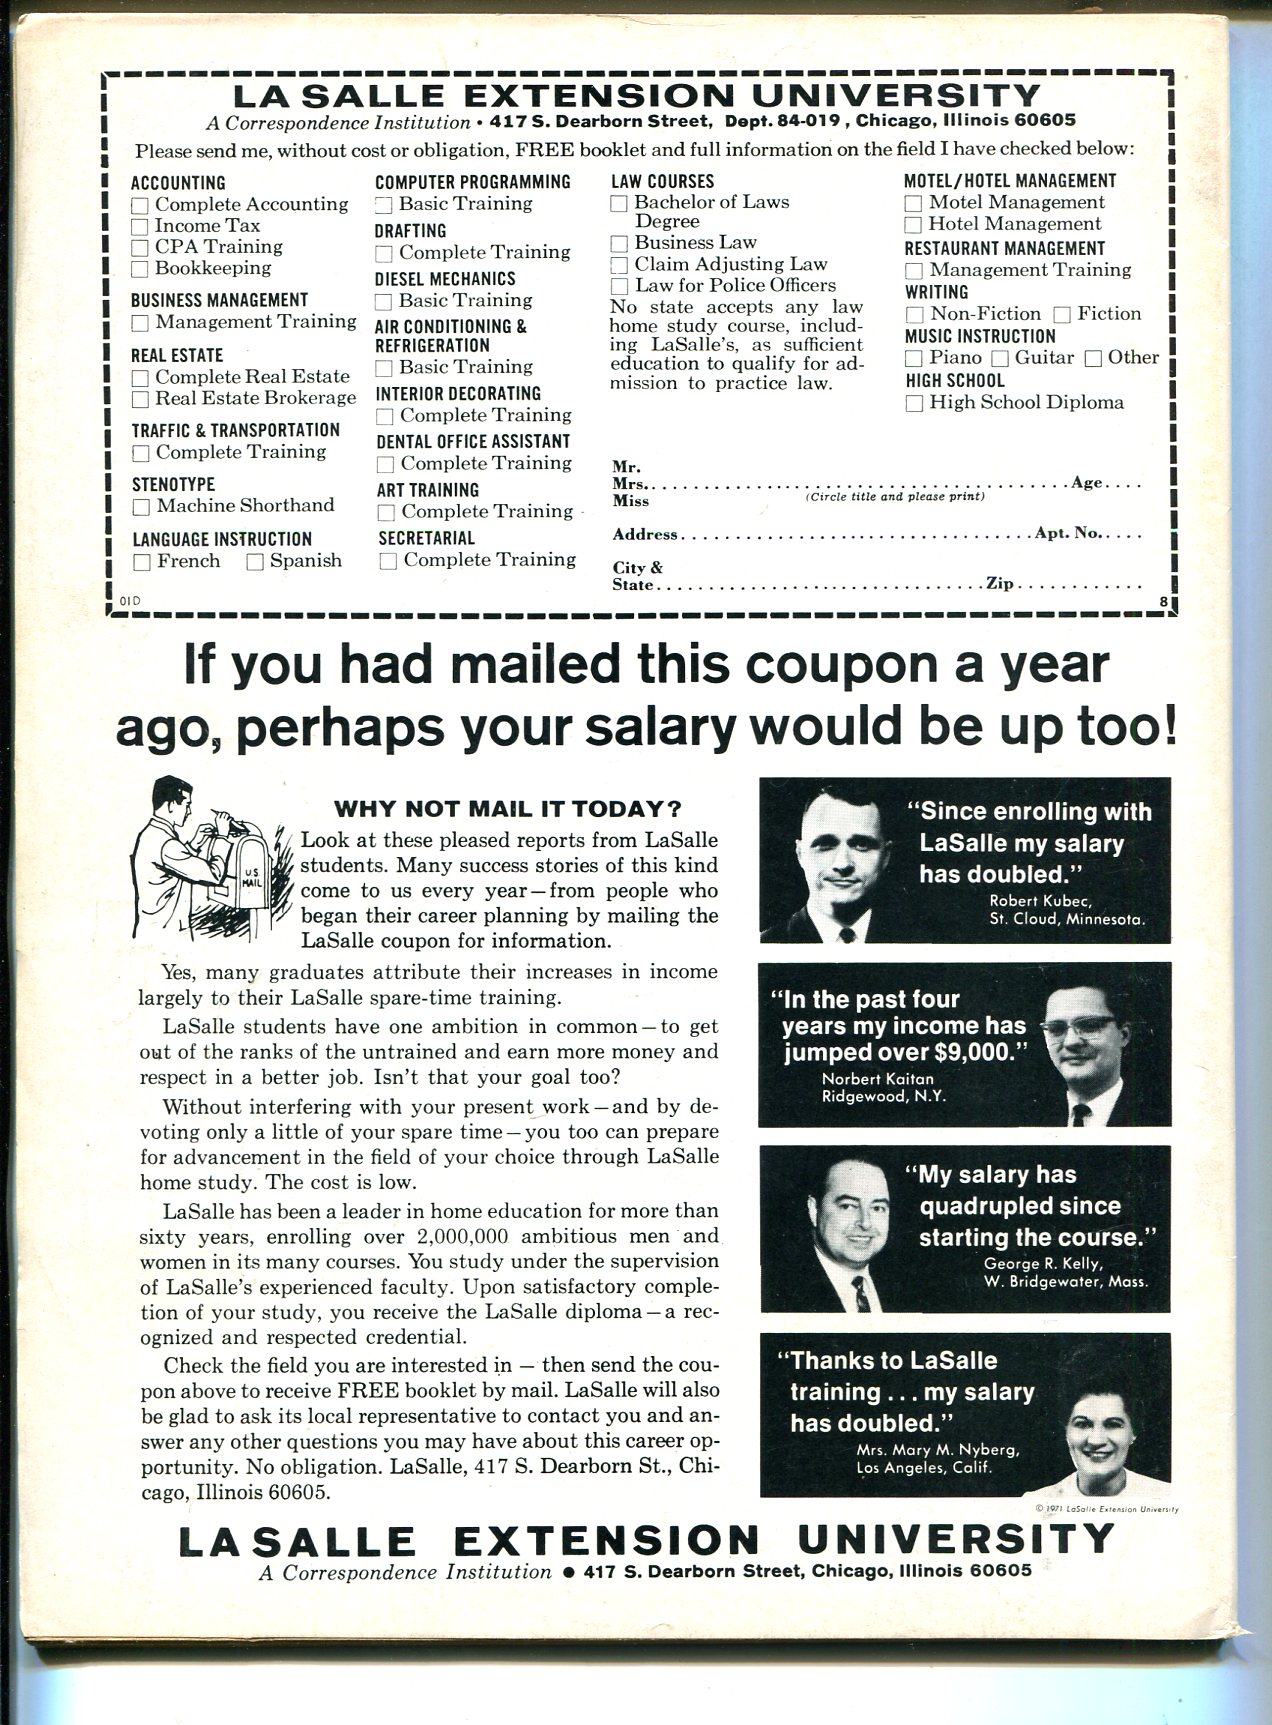 LA SALLE EXTENSION UNIVERSITY
A Correspondence Institution • 417 S. Dearborn Street, Dept. 84-019, Chicago, Illinois 60605
Please send me, without cost or obligation, FREE booklet and full information on the field I have checked below:
ACCOUNTING
Complete Accounting
Income Tax
CPA Training
Bookkeeping
BUSINESS MANAGEMENT
Management Training
REAL ESTATE
Complete Real Estate
Real Estate Brokerage
TRAFFIC & TRANSPORTATION
Complete Training
STENOTYPE
Machine Shorthand
LANGUAGE INSTRUCTION
French Spanish
COMPUTER PROGRAMMING
Basic Training
DRAFTING
Complete Training
DIESEL MECHANICS
Basic Training
AIR CONDITIONING &
REFRIGERATION
Basic Training
INTERIOR DECORATING
Complete Training
DENTAL OFFICE ASSISTANT
Complete Training
ART TRAINING
Complete Training
SECRETARIAL
Complete Training
LAW COURSES
Bachelor of Laws
Degree
Business Law
Claim Adjusting Law
Law for Police Officers
No state accepts any law
home study course, includ-
ing LaSalle's, as sufficient
education to qualify for ad-
mission to practice law.
MOTEL/HOTEL MANAGEMENT
Motel Management
Hotel Management
RESTAURANT MANAGEMENT
Management Training
WRITING
Non-Fiction Fiction
MUSIC INSTRUCTION
Piano Guitar Other
HIGH SCHOOL
High School Diploma
Mr.
Mrs. Age
Miss (Circle title and please print)
Address Apt. No.
City &
State Zip
01D 8
If you had mailed this coupon a year
ago, perhaps your salary would be up too!
U.S.
MAIL
WHY NOT MAIL IT TODAY?
Look at these pleased reports from LaSalle
students. Many success stories of this kind
come to us every year—from people who
began their career planning by mailing the
LaSalle coupon for information.
Yes, many graduates attribute their increases in income
largely to their LaSalle spare-time training.
LaSalle students have one ambition in common—to get
out of the ranks of the untrained and earn more money and
respect in a better job. Isn't that your goal too?
Without interfering with your present work—and by de-
voting only a little of your spare time—you too can prepare
for advancement in the field of your choice through LaSalle
home study. The cost is low.
LaSalle has been a leader in home education for more than
sixty years, enrolling over 2,000,000 ambitious men and
women in its many courses. You study under the supervision
of LaSalle's experienced faculty. Upon satisfactory comple-
tion of your study, you receive the LaSalle diploma—a rec-
ognized and respected credential.
Check the field you are interested in — then send the cou-
pon above to receive FREE booklet by mail. LaSalle will also
be glad to ask its local representative to contact you and an-
swer any other questions you may have about this career op-
portunity. No obligation. LaSalle, 417 S. Dearborn St., Chi-
cago, Illinois 60605.
"Since enrolling with
LaSalle my salary
has doubled."
Robert Kubec,
St. Cloud, Minnesota.
"In the past four
years my income has
jumped over $9,000."
Norbert Kaitan
Ridgewood, N.Y.
"My salary has
quadrupled since
starting the course."
George R. Kelly,
W. Bridgewater, Mass.
"Thanks to LaSalle
training...my salary
has doubled."
Mrs. Mary M. Nyberg,
Los Angeles, Calif.
© 1971 LaSalle Extension University
LA SALLE EXTENSION UNIVERSITY
A Correspondence Institution ● 417 S. Dearborn Street, Chicago, Illinois 60605